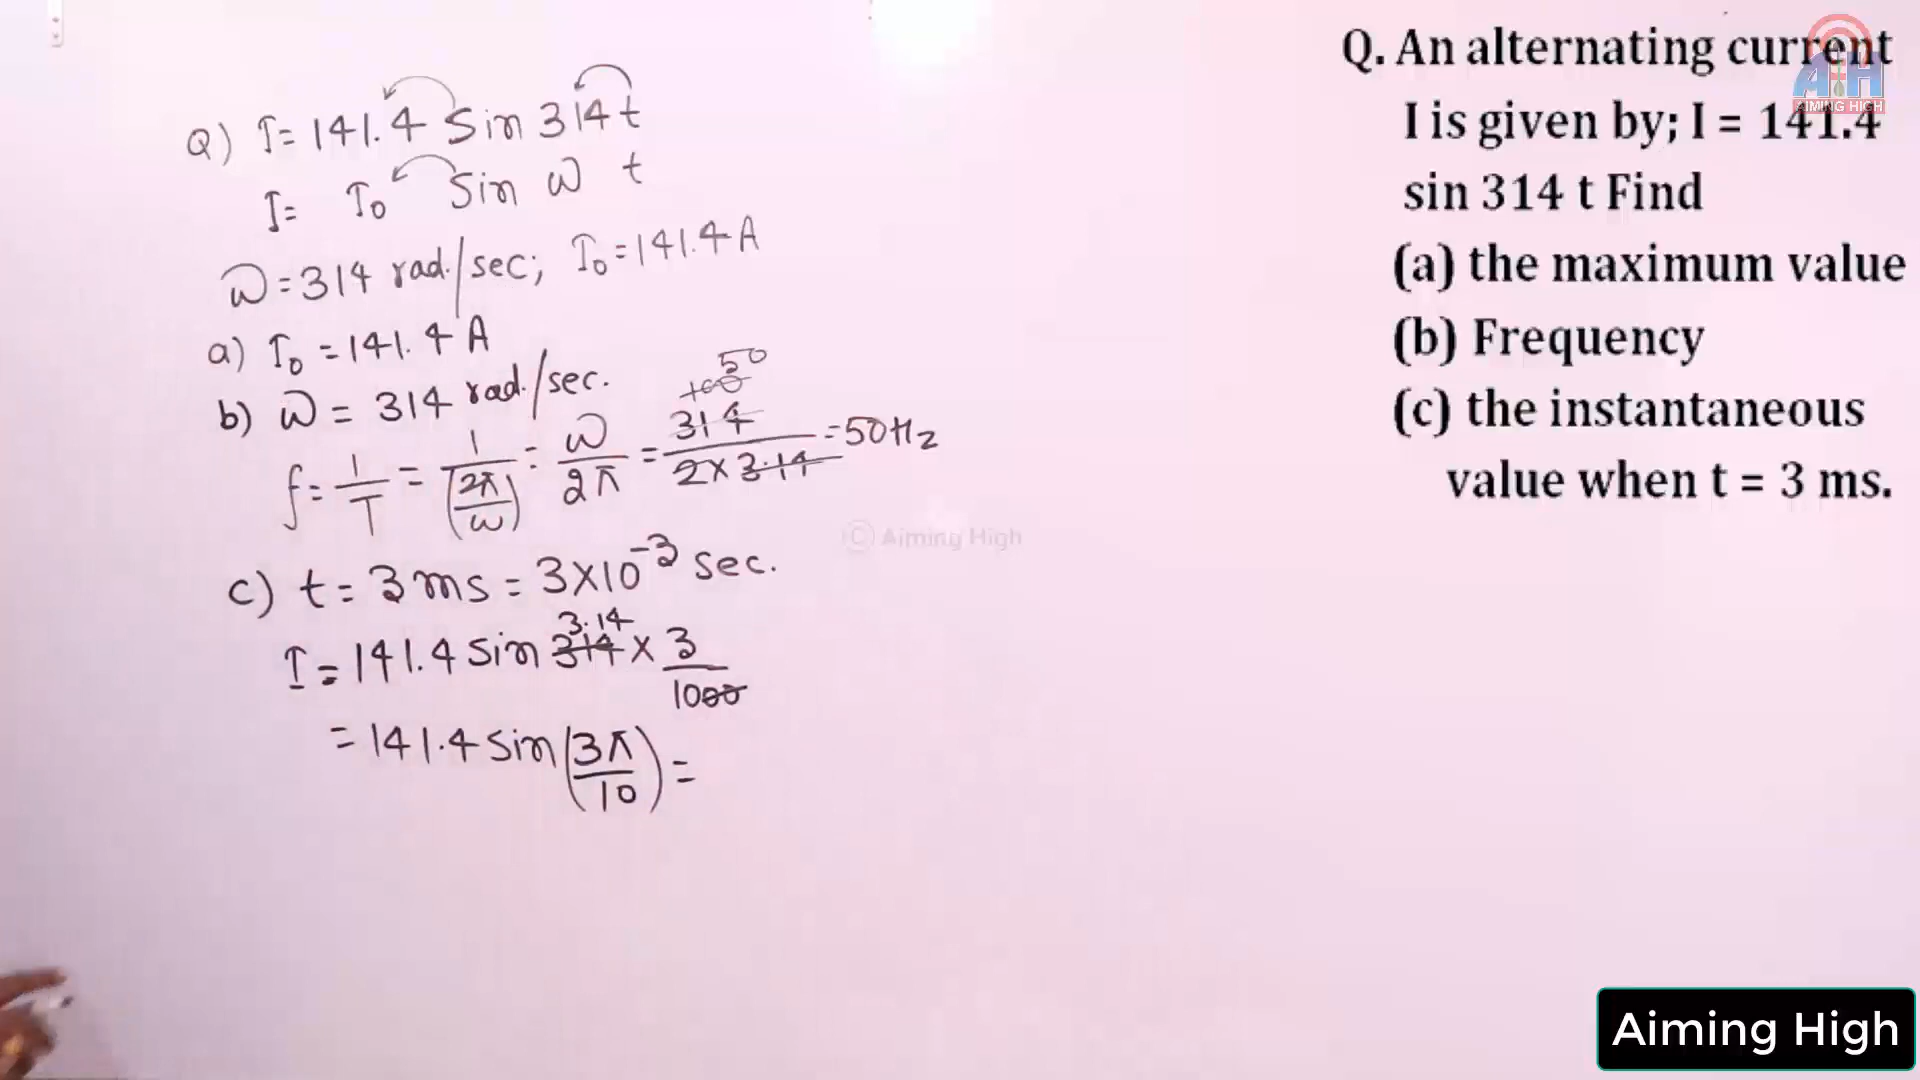 Q) I = 141.4 Sin 314 t
I = I₀ Sin ω t
ω = 314 rad./sec; I₀ = 141.4 A
a) I₀ = 141.4 A
b) ω = 314 rad./sec.
f = 1/T = 1/(2π/ω) = ω/2π = 314/(2 × 3.14) = 50 Hz
100 50
c) t = 3 ms = 3×10⁻³ sec.
3.14
I = 141.4 Sin 314 × 3/1000
= 141.4 Sin (3π/10) =
Q. An alternating current
I is given by; I = 141.4
sin 314 t Find
(a) the maximum value
(b) Frequency
(c) the instantaneous
value when t = 3 ms.
AH
AIMING HIGH
© Aiming High
Aiming High